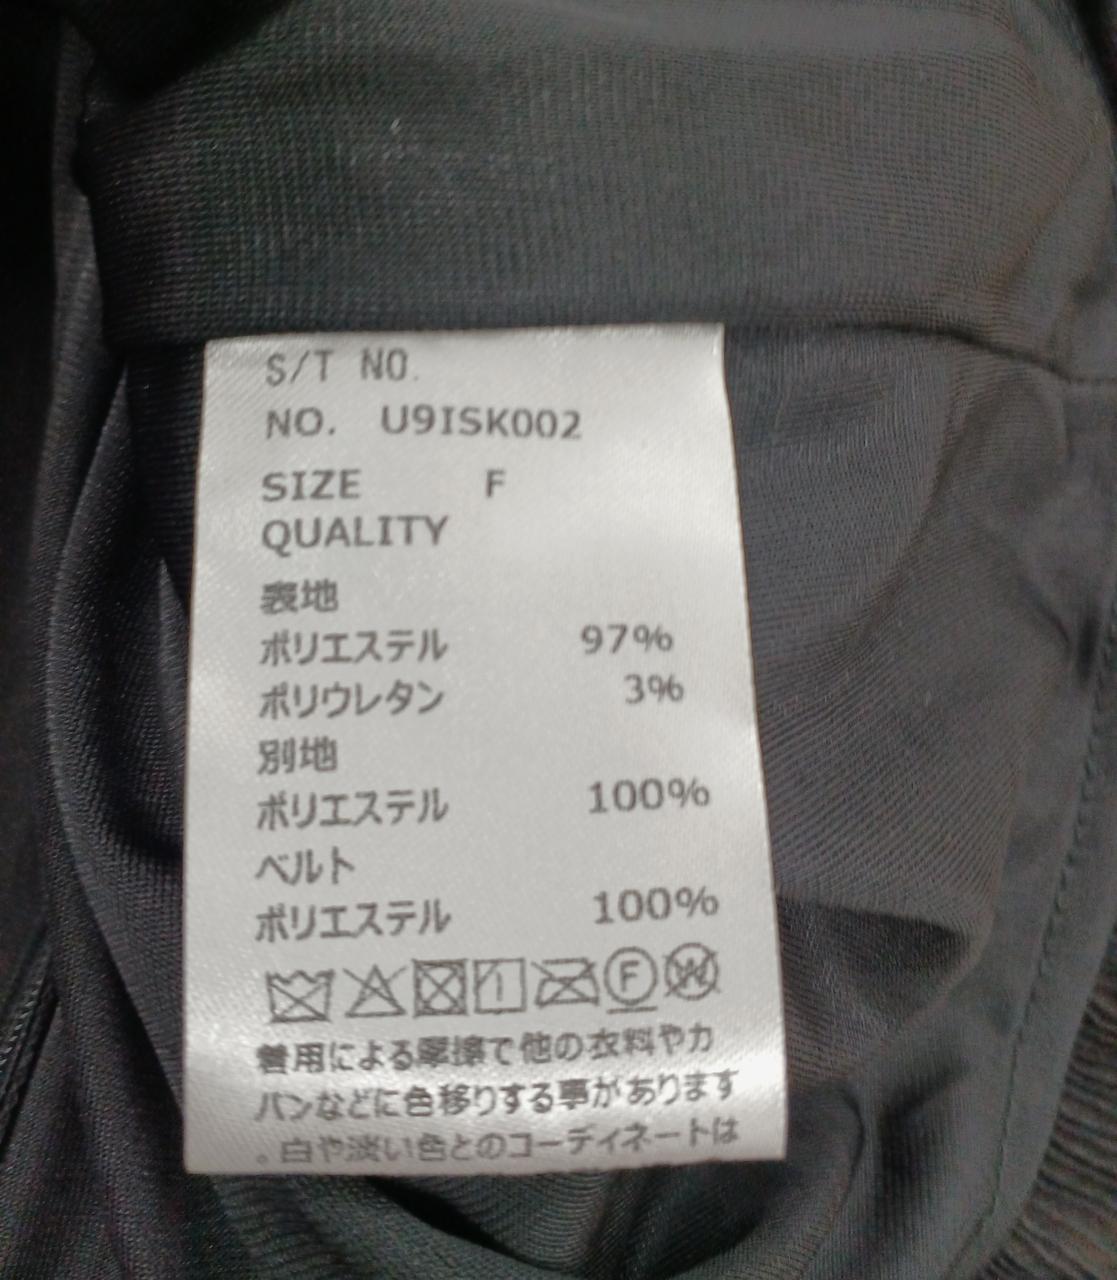 S/T NO.
NO. U9ISK002
SIZE F
QUALITY
表地
ポリエステル 97%
ポリウレタン 3%
別地
ポリエステル 100%
ベルト
ポリエステル 100%
F W
着用による摩擦で他の衣料やカ
バンなどに色移りする事があります
。白や淡い色とのコーディネートは